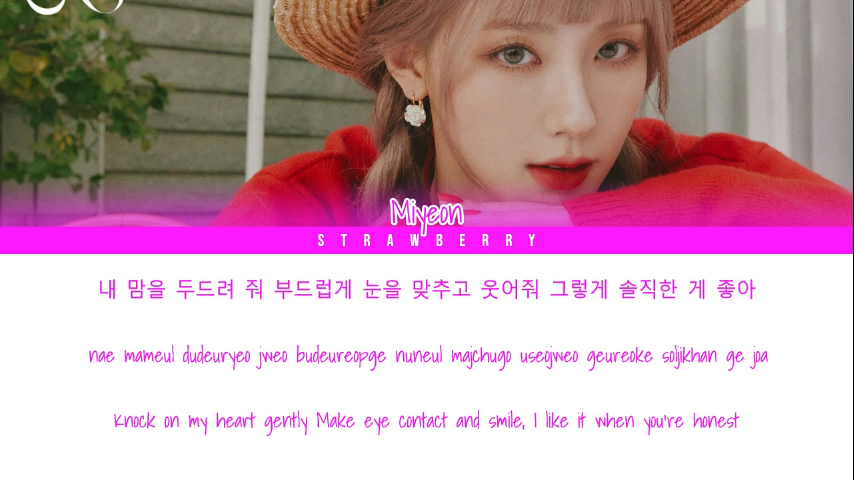 Miyeon
STRAWBERRY
내 맘을 두드려 줘 부드럽게 눈을 맞추고 웃어줘 그렇게 솔직한 게 좋아
nae mameul dudeuryeo jweo budeureopge nuneul majchugo useojweo geureoke soljikhan ge joa
Knock on my heart gently Make eye contact and smile, I like it when you're honest